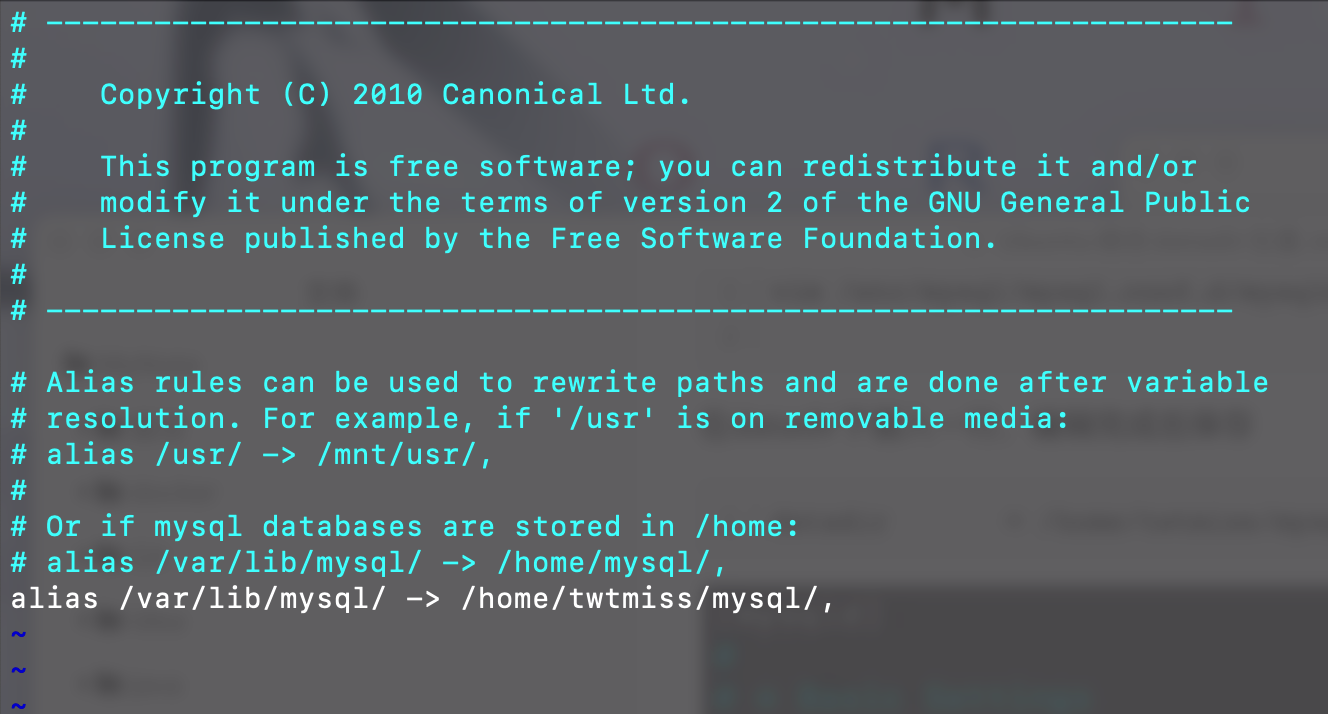 # ------------------------------------------------------------------
#
#    Copyright (C) 2010 Canonical Ltd.
#
#    This program is free software; you can redistribute it and/or
#    modify it under the terms of version 2 of the GNU General Public
#    License published by the Free Software Foundation.
#
# ------------------------------------------------------------------

# Alias rules can be used to rewrite paths and are done after variable
# resolution. For example, if '/usr' is on removable media:
# alias /usr/ -> /mnt/usr/,
#
# Or if mysql databases are stored in /home:
# alias /var/lib/mysql/ -> /home/mysql/,
alias /var/lib/mysql/ -> /home/twtmiss/mysql/,
~
~
~